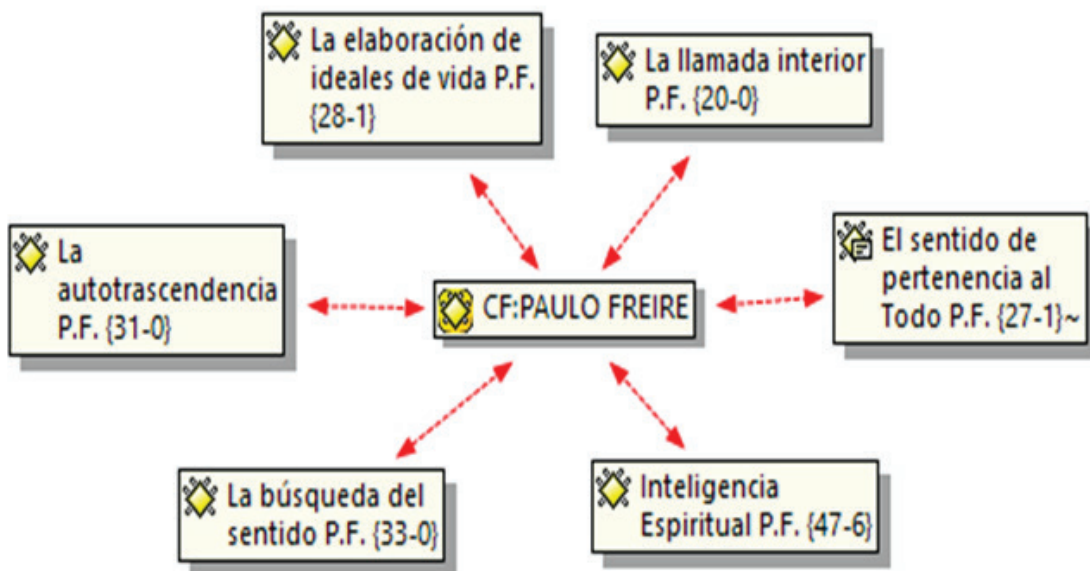 La elaboración de
ideales de vida P.F.
{28-1}
La llamada interior
P.F. {20-0}
La
autotrascendencia
P.F. {31-0}
CF:PAULO FREIRE
El sentido de
pertenencia al
Todo P.F. {27-1}~
La búsqueda del
sentido P.F. {33-0}
Inteligencia
Espiritual P.F. {47-6}